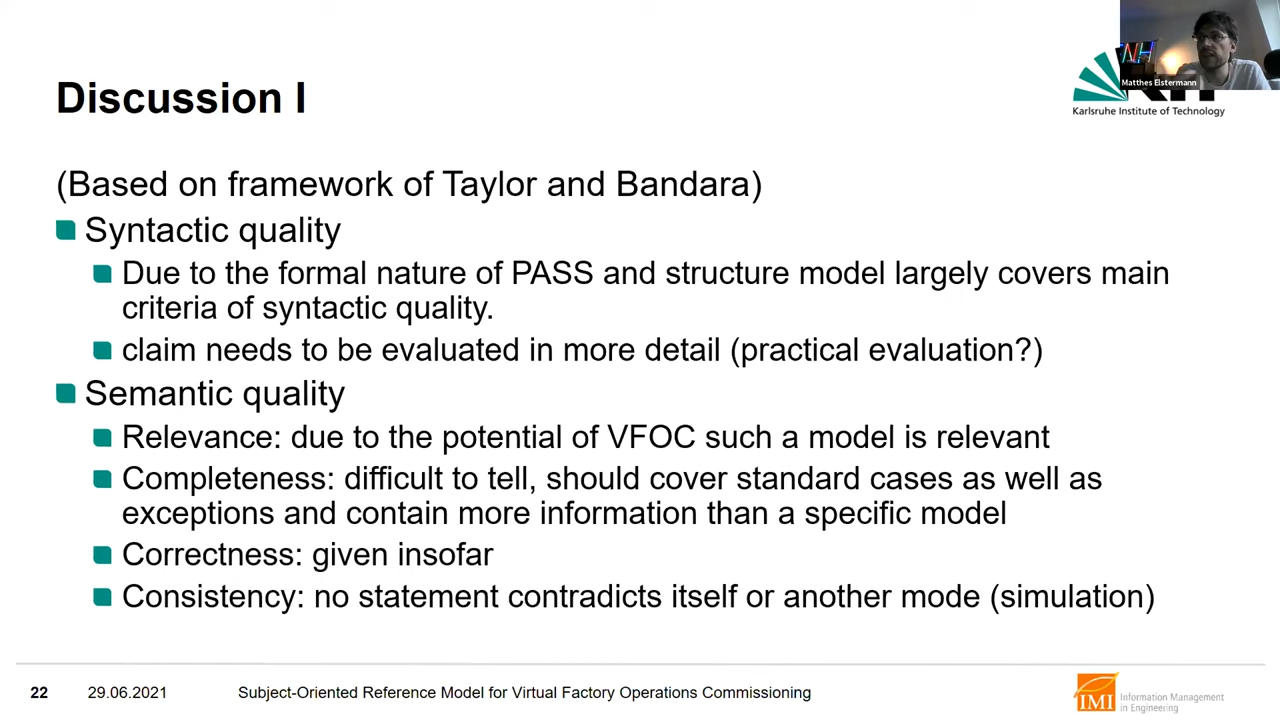 Discussion I
Matthes Elstermann
Karlsruhe Institute of Technology
(Based on framework of Taylor and Bandara)
Syntactic quality
Due to the formal nature of PASS and structure model largely covers main
criteria of syntactic quality.
claim needs to be evaluated in more detail (practical evaluation?)
Semantic quality
Relevance: due to the potential of VFOC such a model is relevant
Completeness: difficult to tell, should cover standard cases as well as
exceptions and contain more information than a specific model
Correctness: given insofar
Consistency: no statement contradicts itself or another mode (simulation)
22 29.06.2021 Subject-Oriented Reference Model for Virtual Factory Operations Commissioning
IMI Information Management
in Engineering